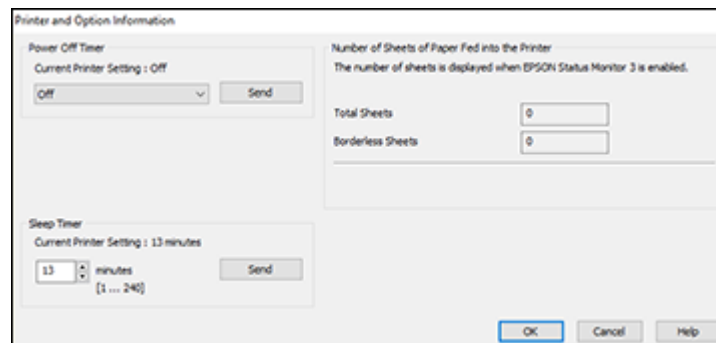 Printer and Option Information
Power Off Timer
Current Printer Setting : Off
Off
Send
Number of Sheets of Paper Fed into the Printer
The number of sheets is displayed when EPSON Status Monitor 3 is enabled.
Total Sheets
0
Borderless Sheets
0
Sleep Timer
Current Printer Setting : 13 minutes
13 minutes
Send
[1 ... 240]
OK
Cancel
Help